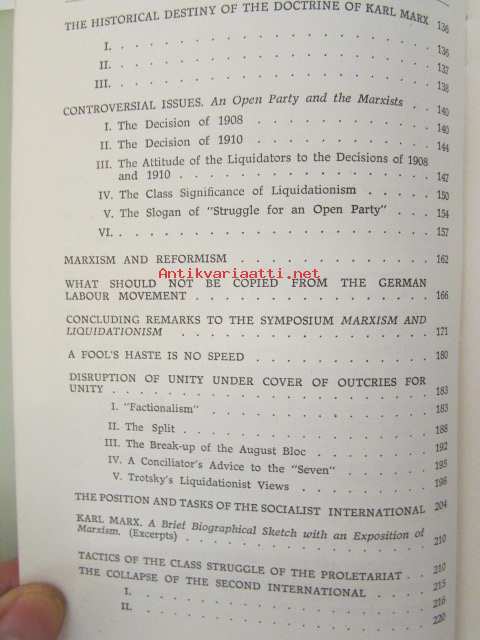 THE HISTORICAL DESTINY OF THE DOCTRINE OF KARL MARX 136
I. . . . . . . . . . . . . . . . . . . . 136
II. . . . . . . . . . . . . . . . . . . . 137
III. . . . . . . . . . . . . . . . . . . . 138
CONTROVERSIAL ISSUES. An Open Party and the Marxists . . 140
I. The Decision of 1908 . . . . . . . . . . . 140
II. The Decision of 1910 . . . . . . . . . . . 144
III. The Attitude of the Liquidators to the Decisions of 1908
and 1910 . . . . . . . . . . . . . . . 147
IV. The Class Significance of Liquidationism . . . . . 150
V. The Slogan of "Struggle for an Open Party" . . . 154
VI. . . . . . . . . . . . . . . . . . . . 157
MARXISM AND REFORMISM . . . . . . . . . . . 162
Antikvariaatti.net
WHAT SHOULD NOT BE COPIED FROM THE GERMAN
LABOUR MOVEMENT . . . . . . . . . . . . . 166
CONCLUDING REMARKS TO THE SYMPOSIUM MARXISM AND
LIQUIDATIONISM . . . . . . . . . . . . . . 171
A FOOL'S HASTE IS NO SPEED . . . . . . . . . . 180
DISRUPTION OF UNITY UNDER COVER OF OUTCRIES FOR
UNITY . . . . . . . . . . . . . . . . . . 183
I. "Factionalism" . . . . . . . . . . . . . 183
II. The Split . . . . . . . . . . . . . . . 188
III. The Break-up of the August Bloc . . . . . . . 192
IV. A Conciliator's Advice to the "Seven" . . . . . . 195
V. Trotsky's Liquidationist Views . . . . . . . . 198
THE POSITION AND TASKS OF THE SOCIALIST INTERNATIONAL 204
KARL MARX. A Brief Biographical Sketch with an Exposition of
Marxism. (Excerpts) . . . . . . . . . . . . . 210
TACTICS OF THE CLASS STRUGGLE OF THE PROLETARIAT . . 210
THE COLLAPSE OF THE SECOND INTERNATIONAL . . . . 215
I. . . . . . . . . . . . . . . . . . . . 216
II. . . . . . . . . . . . . . . . . . . . 220